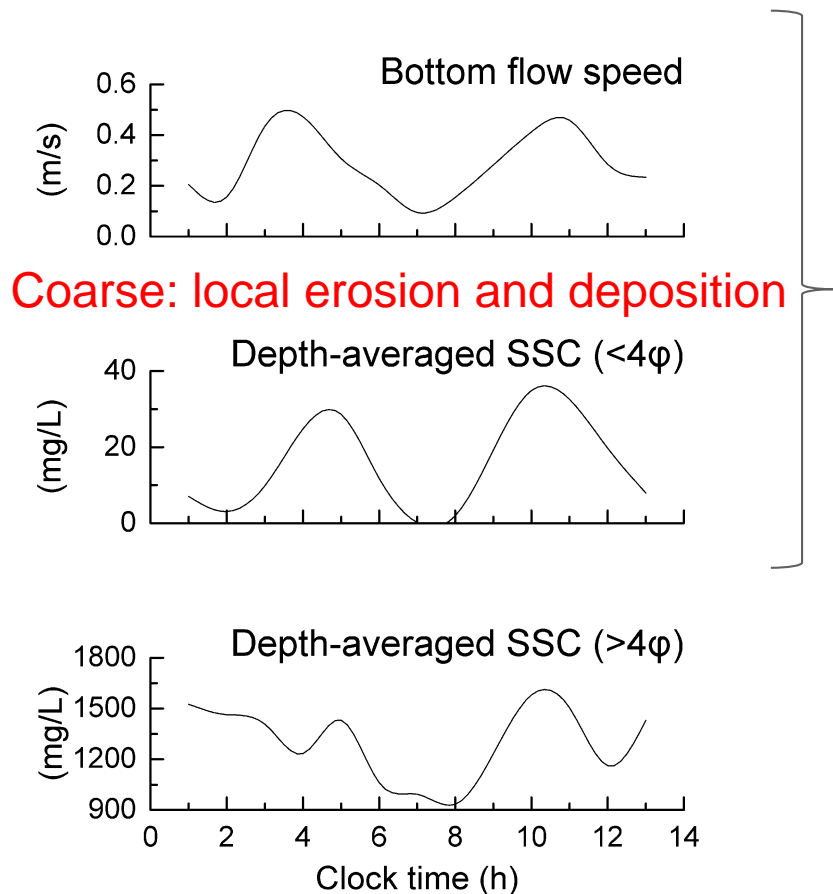 Bottom flow speed
0.6
0.4
0.2
0.0
(m/s)
Coarse: local erosion and deposition
Depth-averaged SSC (<4φ)
40
20
0
(mg/L)
Depth-averaged SSC (>4φ)
1800
1500
1200
900
(mg/L)
0 2 4 6 8 10 12 14
Clock time (h)